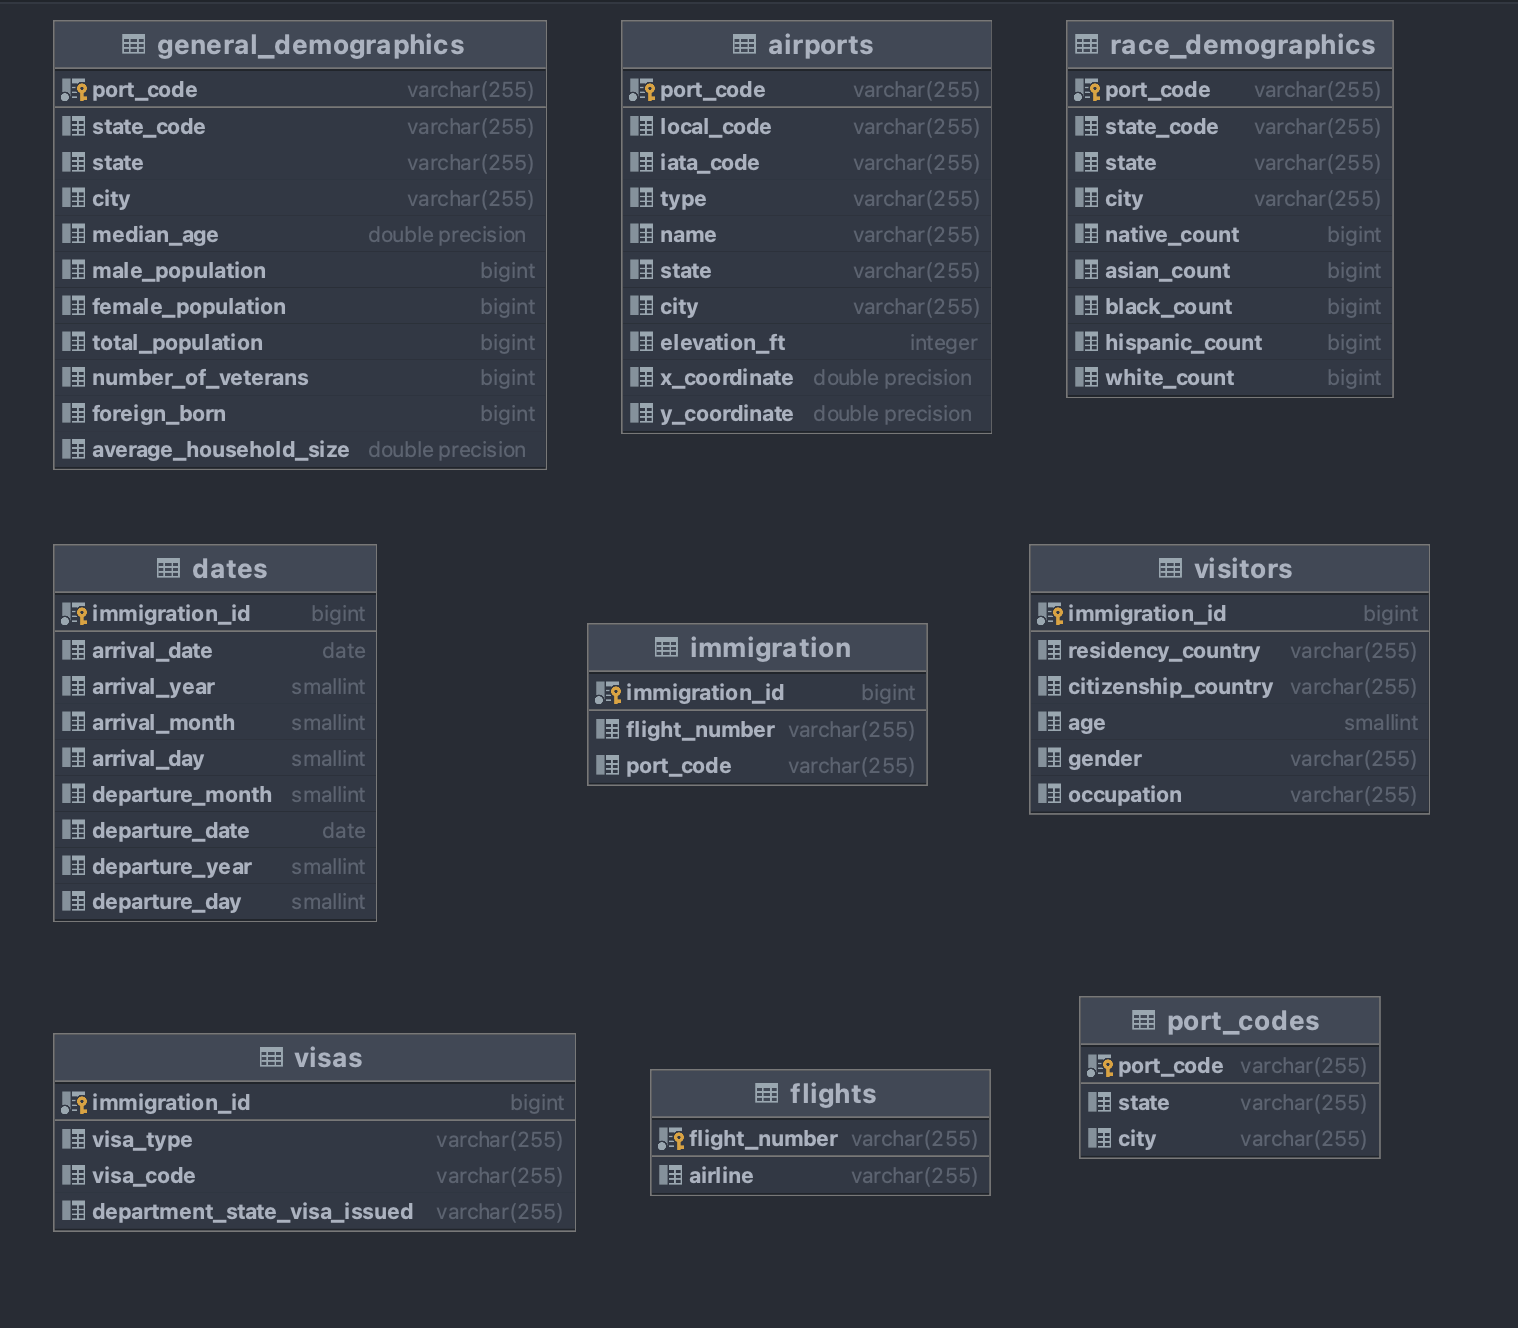 general_demographics
port_code varchar(255)
state_code varchar(255)
state varchar(255)
city varchar(255)
median_age double precision
male_population bigint
female_population bigint
total_population bigint
number_of_veterans bigint
foreign_born bigint
average_household_size double precision
airports
port_code varchar(255)
local_code varchar(255)
iata_code varchar(255)
type varchar(255)
name varchar(255)
state varchar(255)
city varchar(255)
elevation_ft integer
x_coordinate double precision
y_coordinate double precision
race_demographics
port_code varchar(255)
state_code varchar(255)
state varchar(255)
city varchar(255)
native_count bigint
asian_count bigint
black_count bigint
hispanic_count bigint
white_count bigint
dates
immigration_id bigint
arrival_date date
arrival_year smallint
arrival_month smallint
arrival_day smallint
departure_month smallint
departure_date date
departure_year smallint
departure_day smallint
immigration
immigration_id bigint
flight_number varchar(255)
port_code varchar(255)
visitors
immigration_id bigint
residency_country varchar(255)
citizenship_country varchar(255)
age smallint
gender varchar(255)
occupation varchar(255)
visas
immigration_id bigint
visa_type varchar(255)
visa_code varchar(255)
department_state_visa_issued varchar(255)
flights
flight_number varchar(255)
airline varchar(255)
port_codes
port_code varchar(255)
state varchar(255)
city varchar(255)